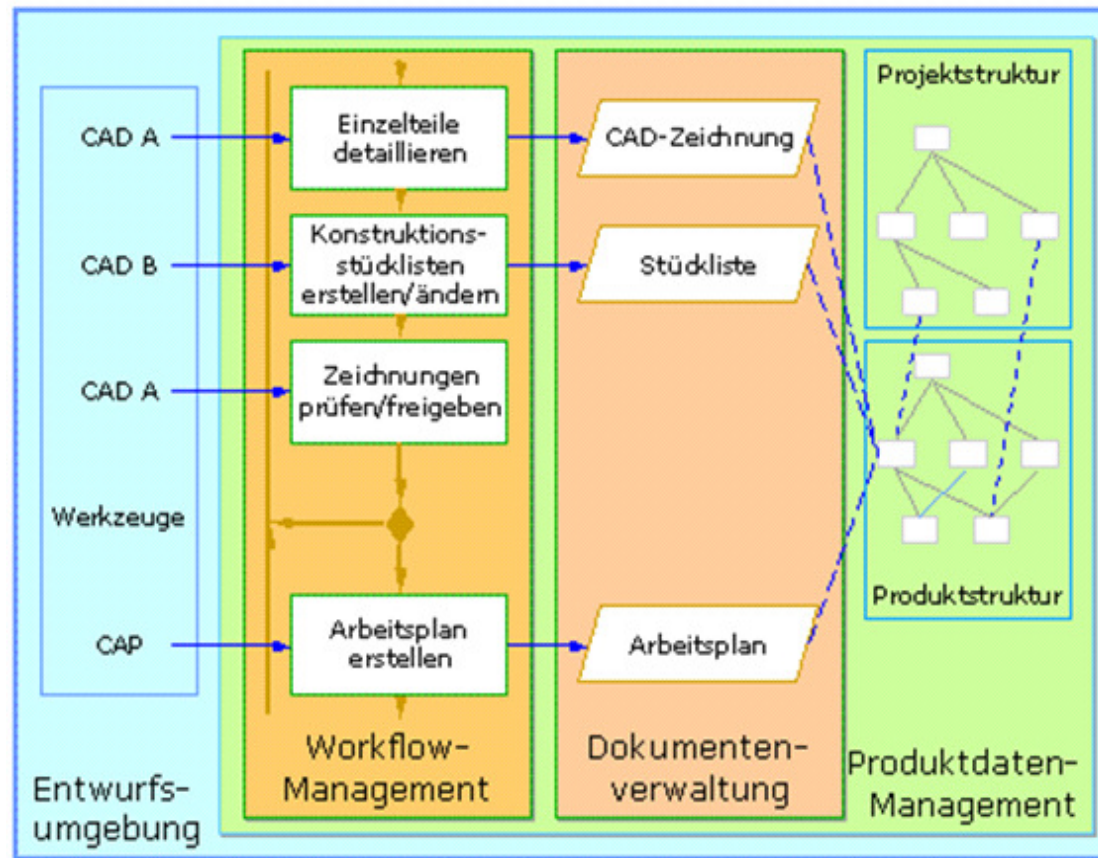 CAD A
CAD B
CAD A
Werkzeuge
CAP
Entwurfs-
umgebung
Einzelteile
detaillieren
Konstruktions-
stücklisten
erstellen/ändern
Zeichnungen
prüfen/freigeben
Arbeitsplan
erstellen
Workflow-
Management
CAD-Zeichnung
Stückliste
Arbeitsplan
Dokumenten-
verwaltung
Projektstruktur
Produktstruktur
Produktdaten-
Management